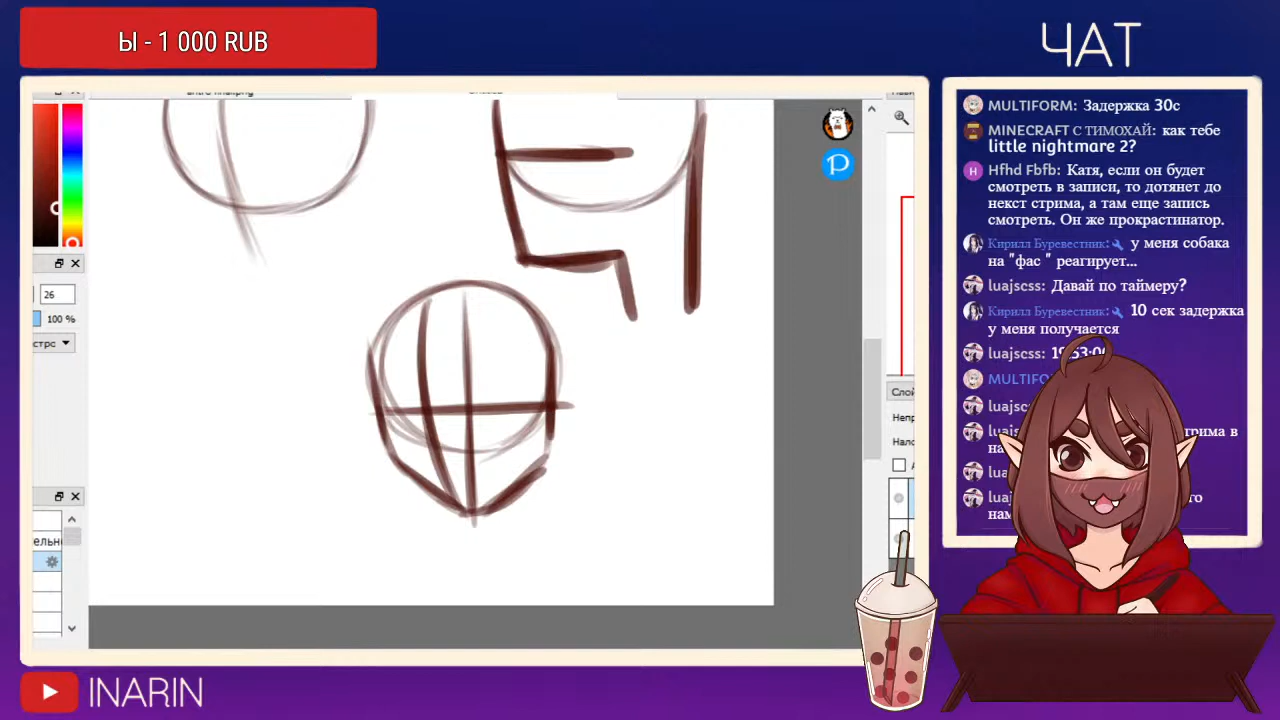 Ы - 1 000 RUB
ЧАТ
MULTIFORM: Задержка 30с
MINECRAFT С ТИМОХАЙ: как тебе
little nightmare 2?
Hfhd Fbfb: Катя, если он будет
смотреть в записи, то дотянет до
некст стрима, а там еще запись
смотреть. Он же прокрастинатор.
Кирилл Буревестник: у меня собака
на "фас " реагирует...
luajscss: Давай по таймеру?
Кирилл Буревестник: 10 сек задержка
у меня получается
luajscss:
26
100 %
INARIN